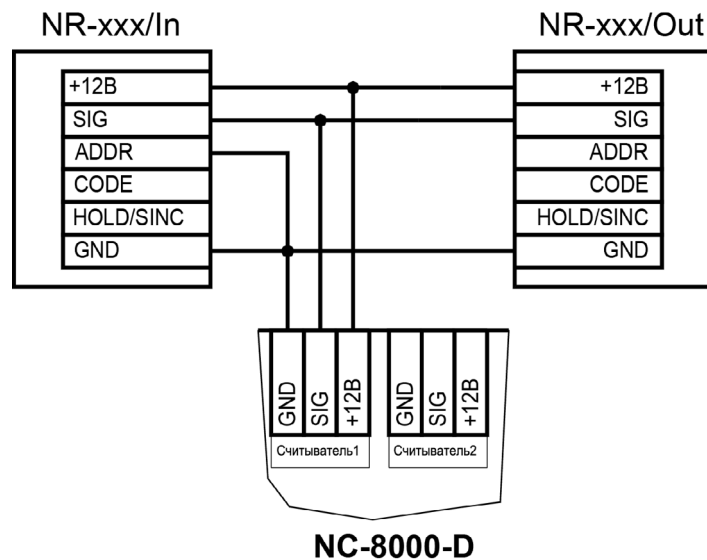 NR-xxx/In
NR-xxx/Out
+12В
SIG
ADDR
CODE
HOLD/SINC
GND
+12В
SIG
ADDR
CODE
HOLD/SINC
GND
GND
SIG
+12В
GND
SIG
+12В
Считыватель1
Считыватель2
NC-8000-D